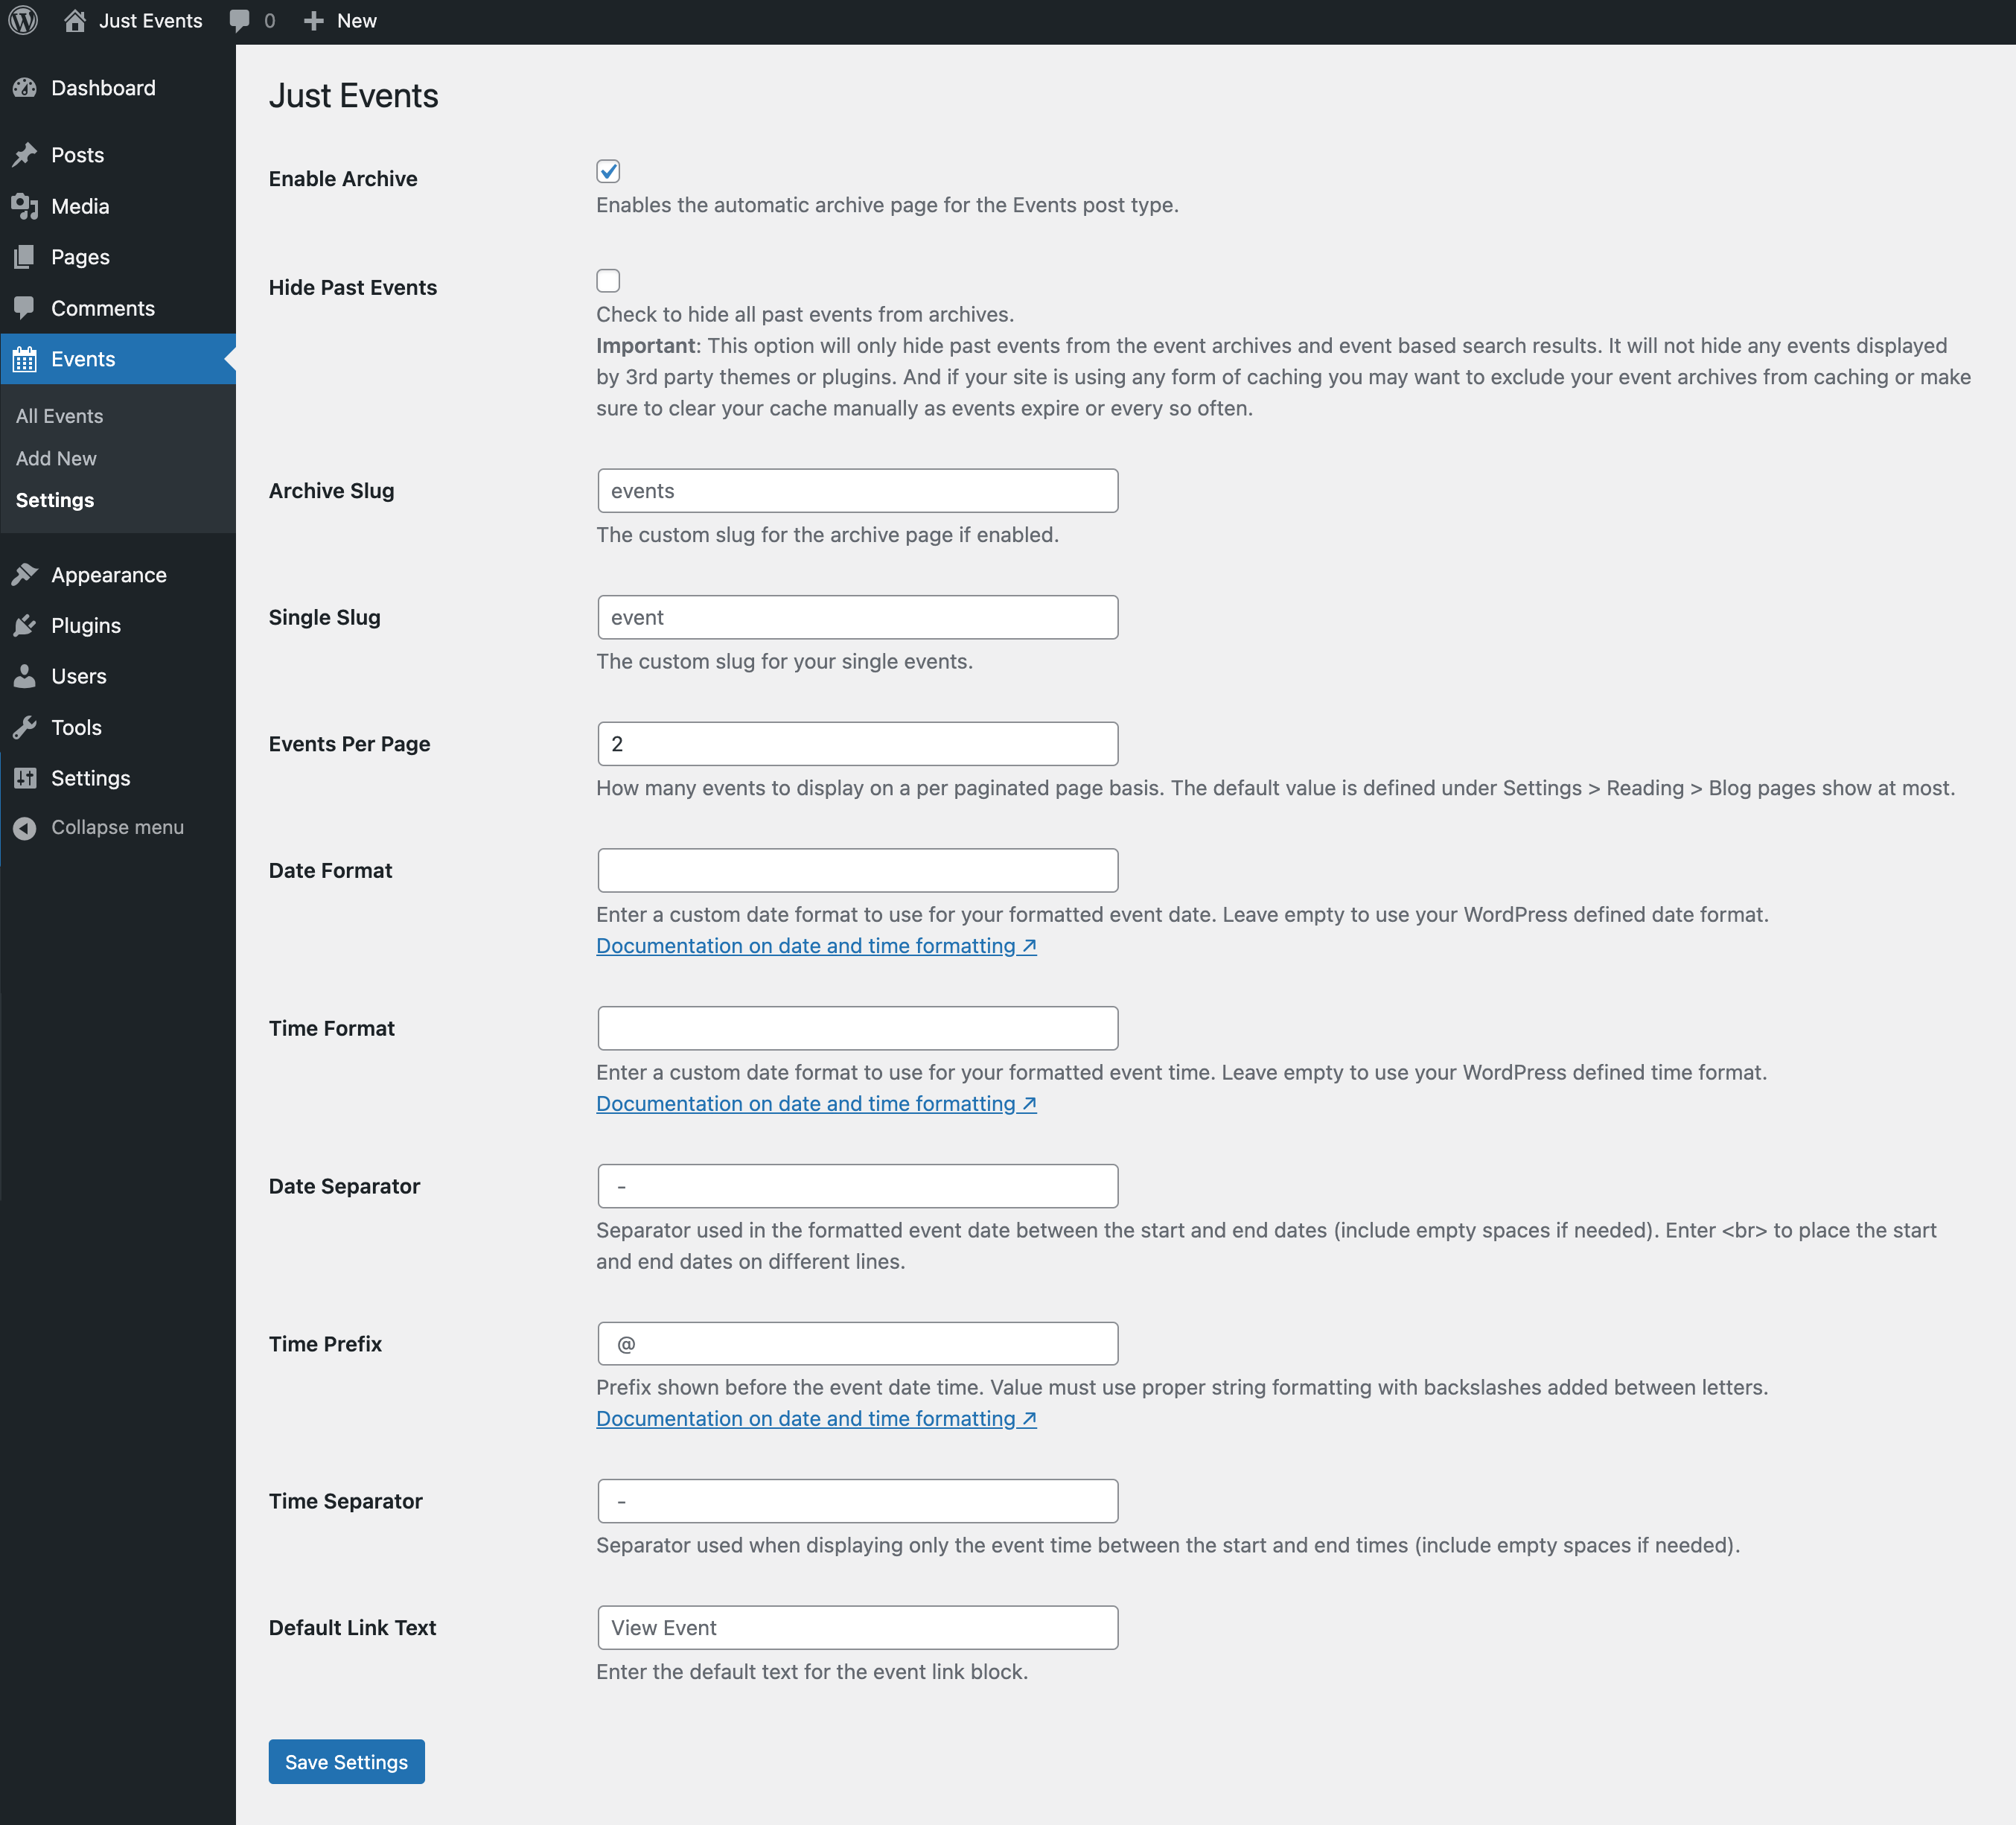 Just Events
0
New
Dashboard
Posts
Media
Pages
Comments
Events
All Events
Add New
Settings
Appearance
Plugins
Users
Tools
Settings
Collapse menu
Just Events
Enable Archive
Enables the automatic archive page for the Events post type.
Hide Past Events
Check to hide all past events from archives.
Important: This option will only hide past events from the event archives and event based search results. It will not hide any events displayed
by 3rd party themes or plugins. And if your site is using any form of caching you may want to exclude your event archives from caching or make
sure to clear your cache manually as events expire or every so often.
Archive Slug
events
The custom slug for the archive page if enabled.
Single Slug
event
The custom slug for your single events.
Events Per Page
2
How many events to display on a per paginated page basis. The default value is defined under Settings > Reading > Blog pages show at most.
Date Format
Enter a custom date format to use for your formatted event date. Leave empty to use your WordPress defined date format.
Documentation on date and time formatting ↗
Time Format
Enter a custom date format to use for your formatted event time. Leave empty to use your WordPress defined time format.
Documentation on date and time formatting ↗
Date Separator
-
Separator used in the formatted event date between the start and end dates (include empty spaces if needed). Enter <br> to place the start
and end dates on different lines.
Time Prefix
@
Prefix shown before the event date time. Value must use proper string formatting with backslashes added between letters.
Documentation on date and time formatting ↗
Time Separator
-
Separator used when displaying only the event time between the start and end times (include empty spaces if needed).
Default Link Text
View Event
Enter the default text for the event link block.
Save Settings